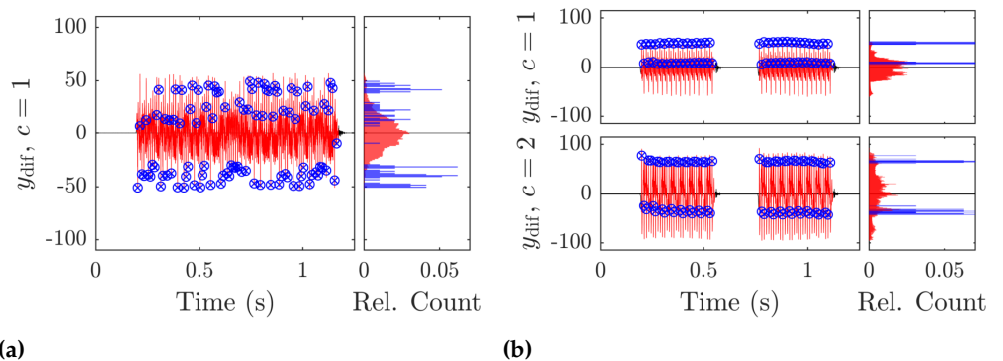 100
50
0
-50
-100
y_dif, c = 1
0 0.5 1
Time (s)
0 0.05
Rel. Count
(a)
100
0
-100
y_dif, c = 1
100
0
-100
y_dif, c = 2
0 0.5 1
Time (s)
0 0.05
Rel. Count
(b)